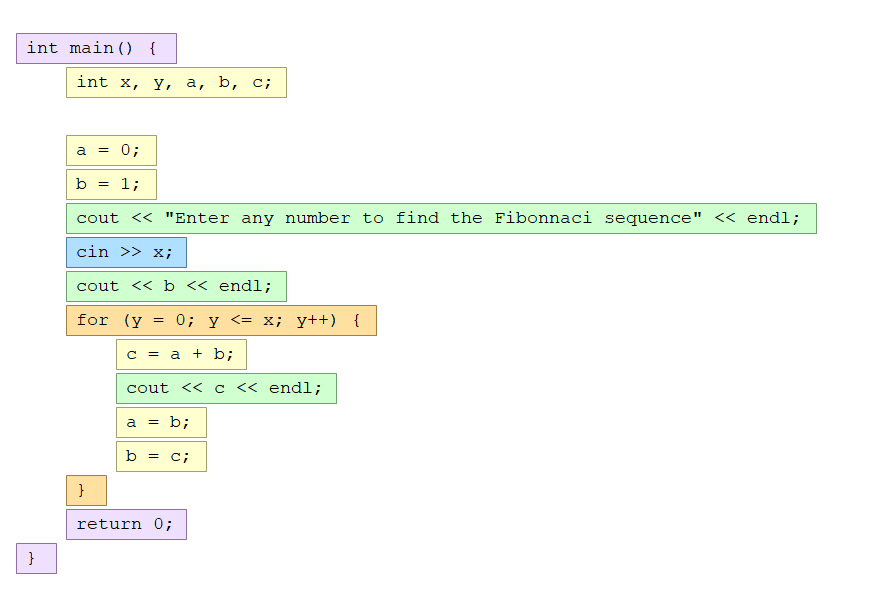 int main() {
int x, y, a, b, c;
a = 0;
b = 1;
cout << "Enter any number to find the Fibonnaci sequence" << endl;
cin >> x;
cout << b << endl;
for (y = 0; y <= x; y++) {
c = a + b;
cout << c << endl;
a = b;
b = c;
}
return 0;
}